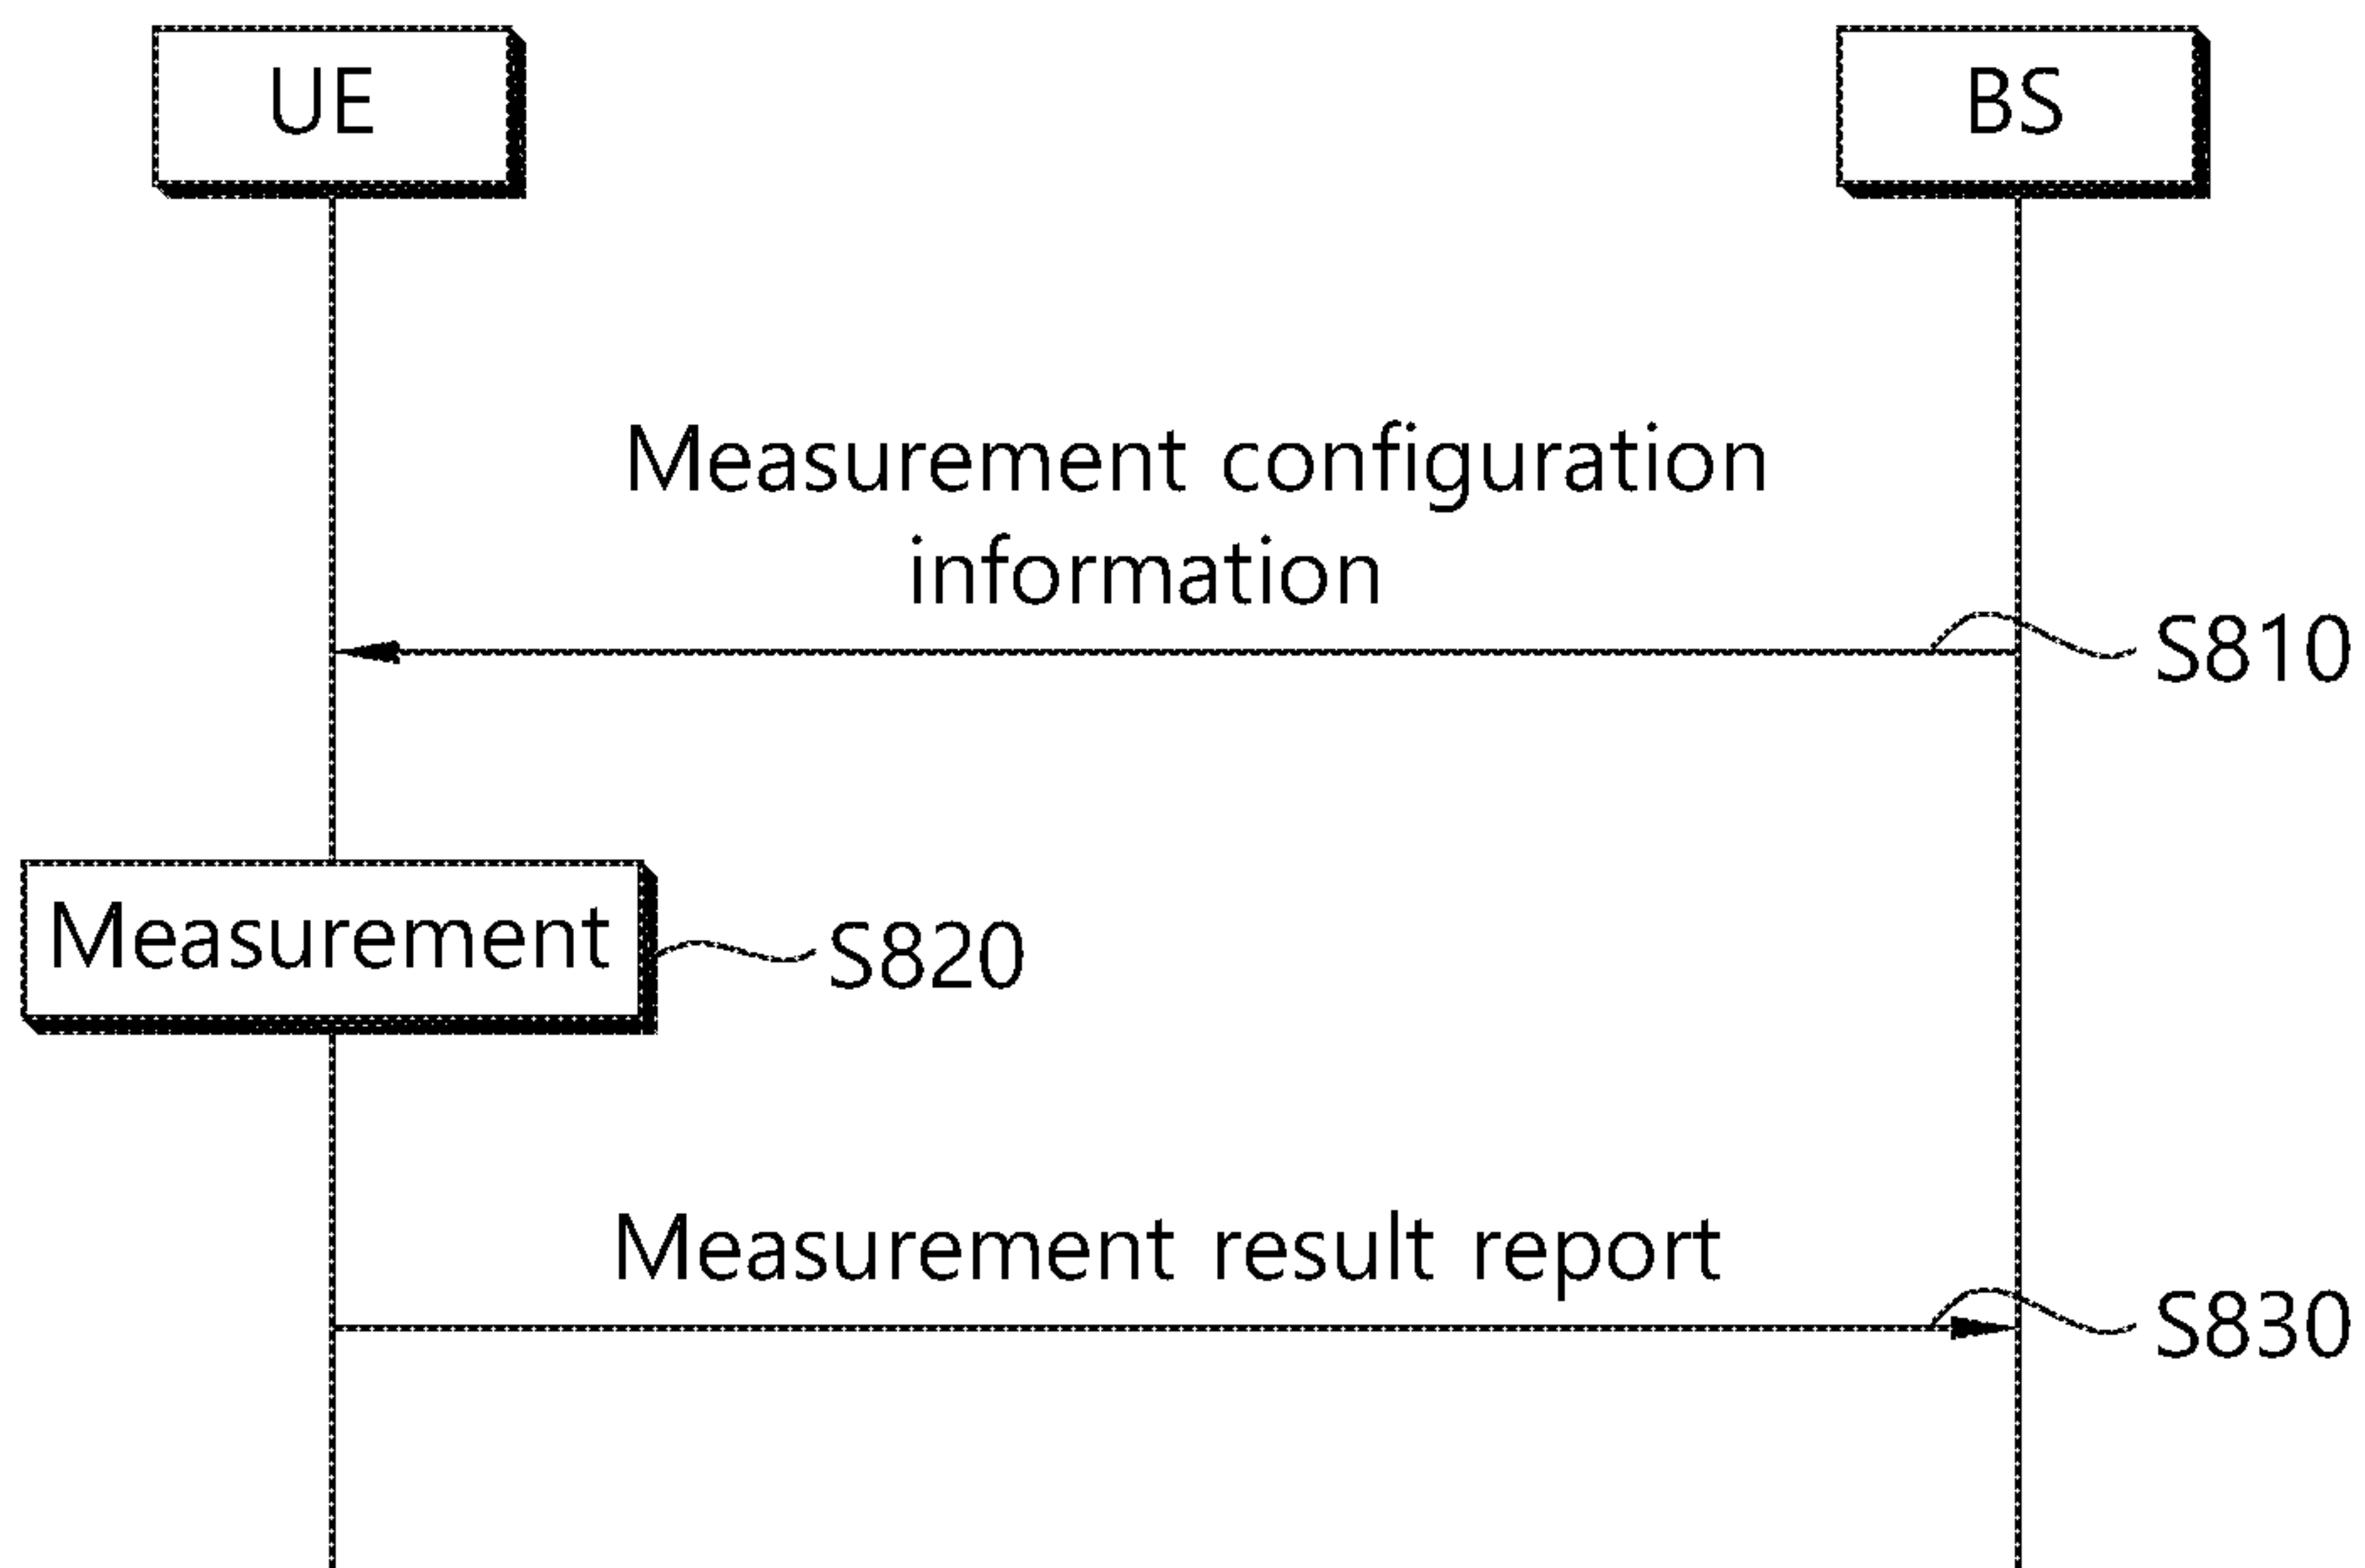 UE
BS
Measurement configuration
information
S810
Measurement
S820
Measurement result report
S830